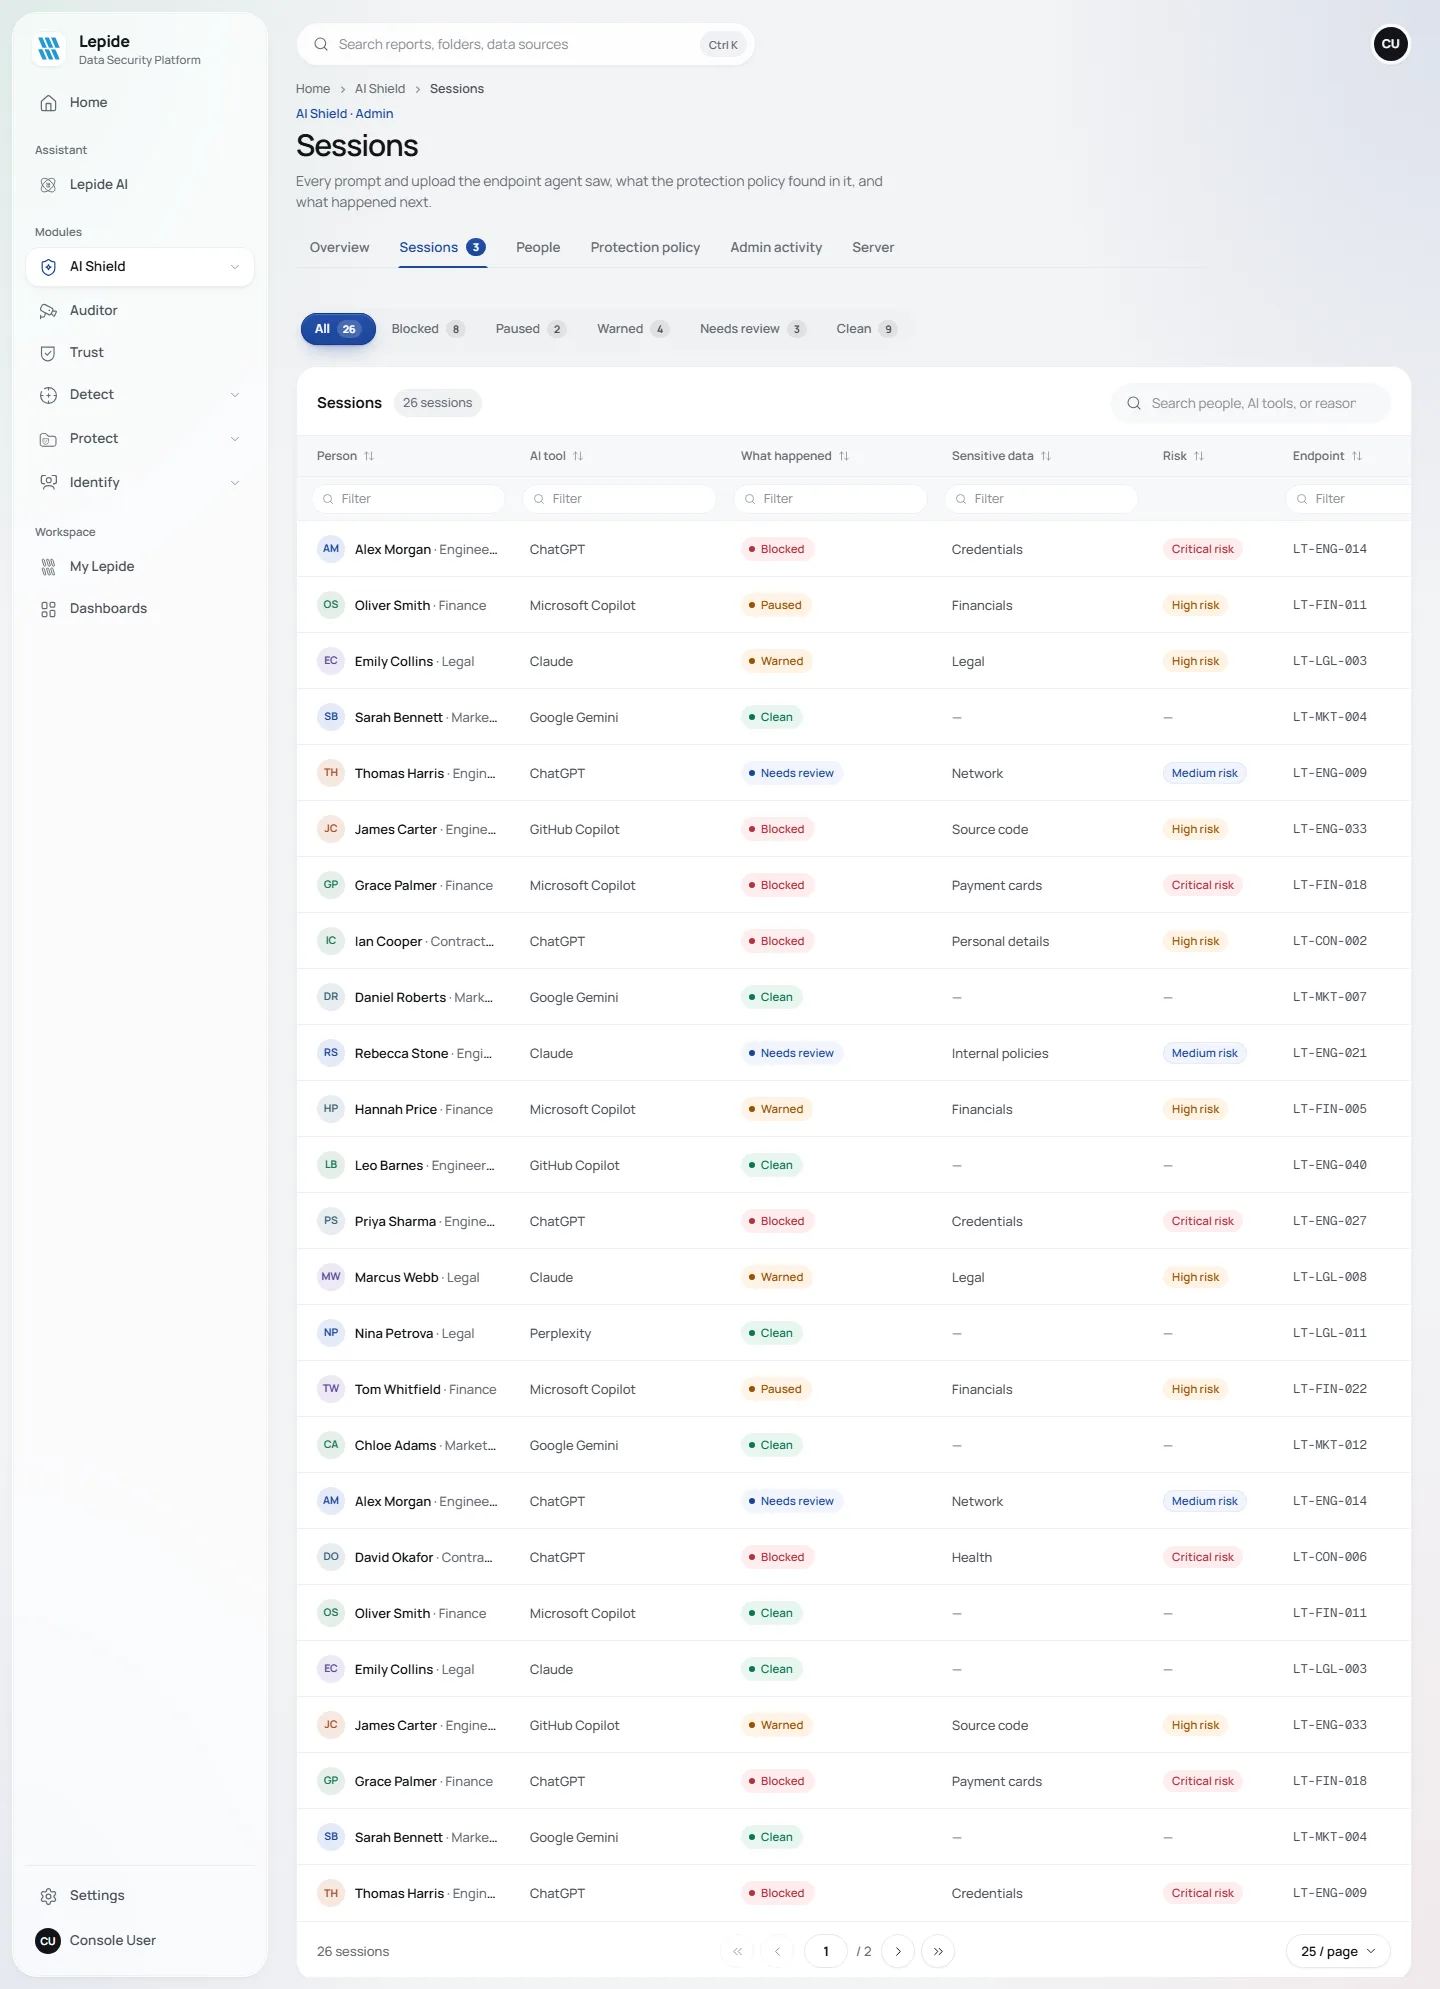 Lepide
Data Security Platform
Home
Assistant
Lepide AI
Modules
AI Shield
Auditor
Trust
Detect
Protect
Identify
Workspace
My Lepide
Dashboards
Settings
CU Console User
Search reports, folders, data sources Ctrl K
CU
Home > AI Shield > Sessions
AI Shield · Admin
Sessions
Every prompt and upload the endpoint agent saw, what the protection policy found in it, and
what happened next.
Overview Sessions 3 People Protection policy Admin activity Server
All 26 Blocked 8 Paused 2 Warned 4 Needs review 3 Clean 9
Sessions 26 sessions Search people, AI tools, or reason
Person AI tool What happened Sensitive data Risk Endpoint
Filter Filter Filter Filter Filter
AM Alex Morgan · Enginee... ChatGPT Blocked Credentials Critical risk LT-ENG-014
OS Oliver Smith · Finance Microsoft Copilot Paused Financials High risk LT-FIN-011
EC Emily Collins · Legal Claude Warned Legal High risk LT-LGL-003
SB Sarah Bennett · Marke... Google Gemini Clean — — LT-MKT-004
TH Thomas Harris · Engin... ChatGPT Needs review Network Medium risk LT-ENG-009
JC James Carter · Engine... GitHub Copilot Blocked Source code High risk LT-ENG-033
GP Grace Palmer · Finance Microsoft Copilot Blocked Payment cards Critical risk LT-FIN-018
IC Ian Cooper · Contract... ChatGPT Blocked Personal details High risk LT-CON-002
DR Daniel Roberts · Mark... Google Gemini Clean — — LT-MKT-007
RS Rebecca Stone · Engi... Claude Needs review Internal policies Medium risk LT-ENG-021
HP Hannah Price · Finance Microsoft Copilot Warned Financials High risk LT-FIN-005
LB Leo Barnes · Engineer... GitHub Copilot Clean — — LT-ENG-040
PS Priya Sharma · Engine... ChatGPT Blocked Credentials Critical risk LT-ENG-027
MW Marcus Webb · Legal Claude Warned Legal High risk LT-LGL-008
NP Nina Petrova · Legal Perplexity Clean — — LT-LGL-011
TW Tom Whitfield · Finance Microsoft Copilot Paused Financials High risk LT-FIN-022
CA Chloe Adams · Market... Google Gemini Clean — — LT-MKT-012
AM Alex Morgan · Enginee... ChatGPT Needs review Network Medium risk LT-ENG-014
DO David Okafor · Contra... ChatGPT Blocked Health Critical risk LT-CON-006
OS Oliver Smith · Finance Microsoft Copilot Clean — — LT-FIN-011
EC Emily Collins · Legal Claude Clean — — LT-LGL-003
JC James Carter · Engine... GitHub Copilot Warned Source code High risk LT-ENG-033
GP Grace Palmer · Finance ChatGPT Blocked Payment cards Critical risk LT-FIN-018
SB Sarah Bennett · Marke... Google Gemini Clean — — LT-MKT-004
TH Thomas Harris · Engin... ChatGPT Blocked Credentials Critical risk LT-ENG-009
26 sessions « ‹ 1 / 2 › » 25 / page